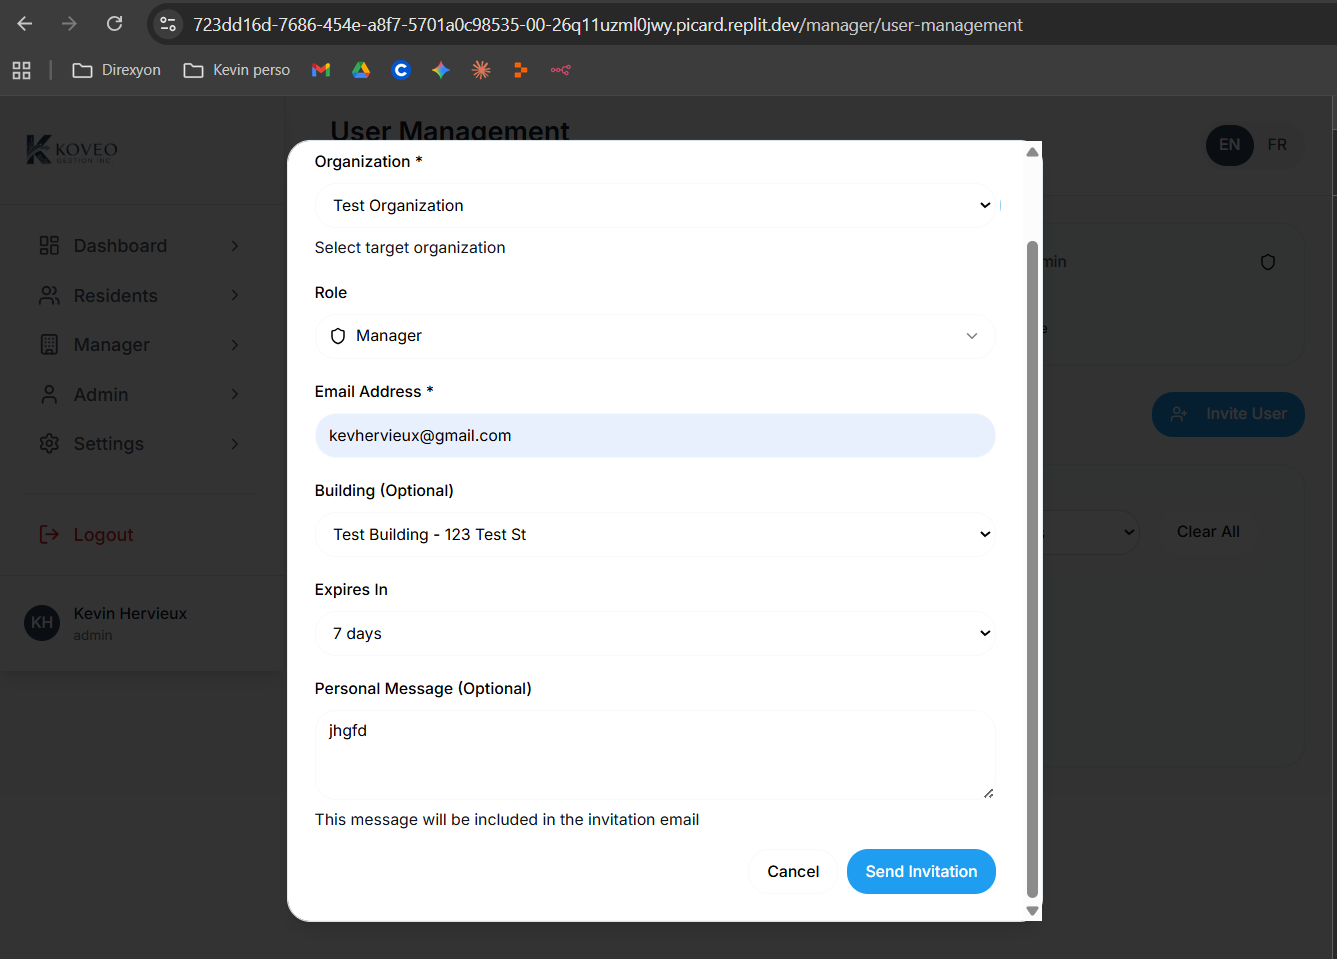 723dd16d-7686-454e-a8f7-5701a0c98535-00-26q11uzml0jwy.picard.replit.dev/manager/user-management
Direxyon
Kevin perso
KOVEO
GESTION INC.
User Management
EN
FR
Dashboard
Residents
Manager
Admin
Settings
Logout
KH
Kevin Hervieux
admin
Organization *
Test Organization
Select target organization
Role
Manager
Email Address *
kevhervieux@gmail.com
Building (Optional)
Test Building - 123 Test St
Expires In
7 days
Personal Message (Optional)
jhgfd
This message will be included in the invitation email
Cancel
Send Invitation
Invite User
Clear All